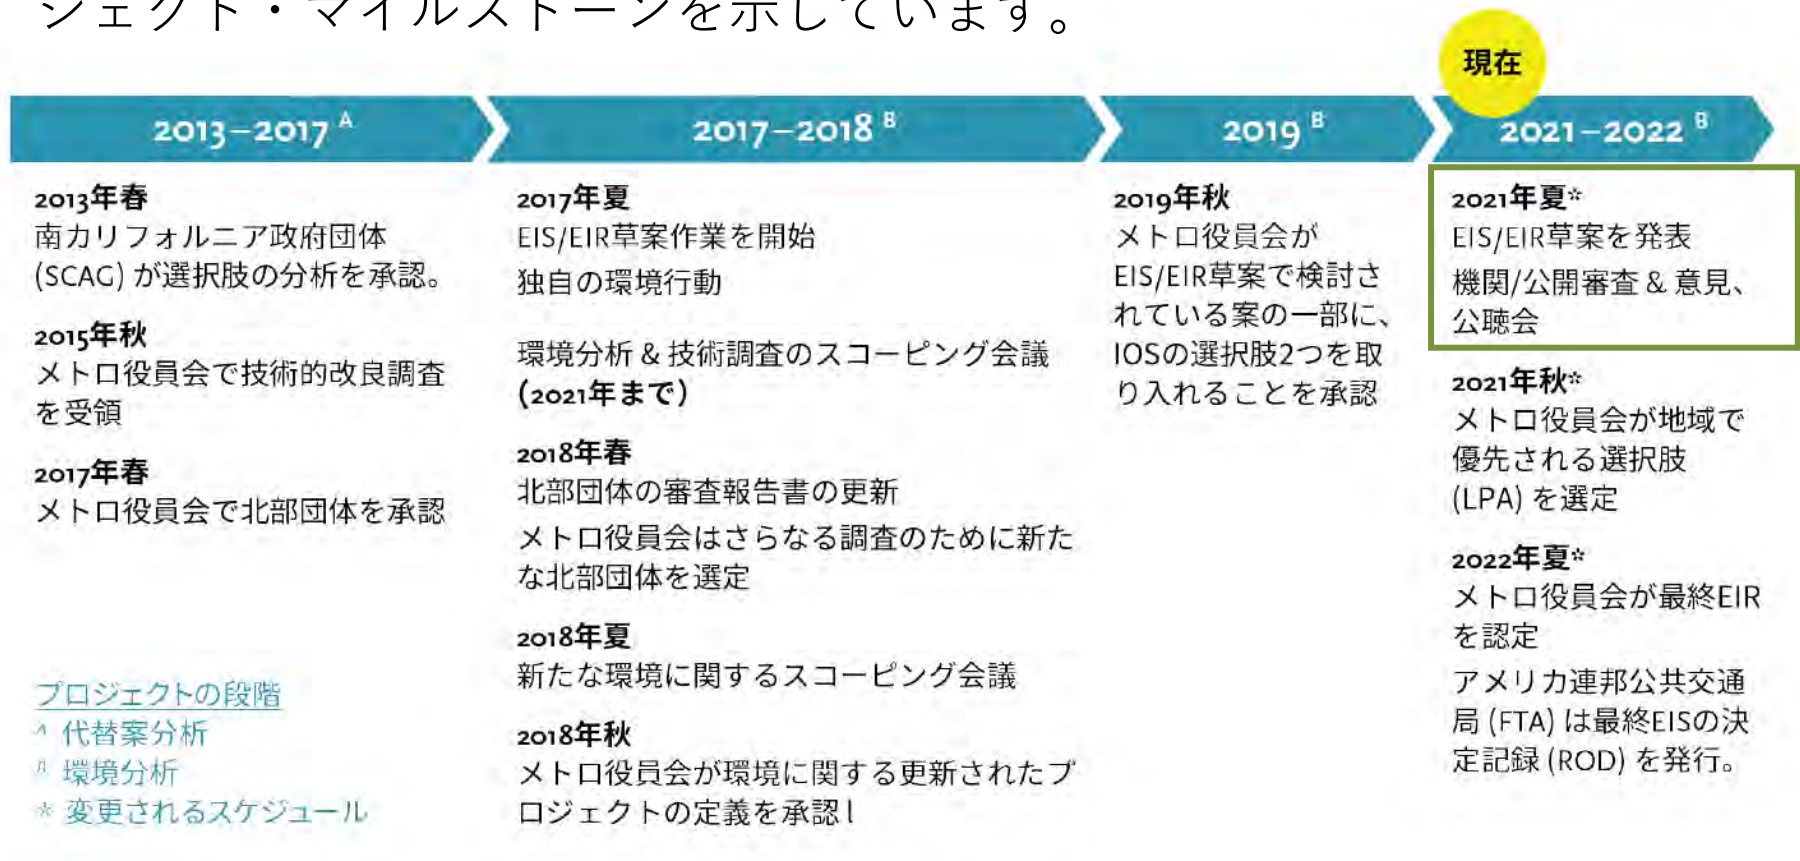 ジェクト・マイルストーンを示しています。
現在
2013–2017 A
2017–2018 B
2019 B
2021–2022 B
2013年春
南カリフォルニア政府団体
(SCAG) が選択肢の分析を承認。
2015年秋
メトロ役員会で技術的改良調査
を受領
2017年春
メトロ役員会で北部団体を承認
プロジェクトの段階
A 代替案分析
B 環境分析
* 変更されるスケジュール
2017年夏
EIS/EIR草案作業を開始
独自の環境行動
環境分析 & 技術調査のスコーピング会議
(2021年まで)
2018年春
北部団体の審査報告書の更新
メトロ役員会はさらなる調査のために新た
な北部団体を選定
2018年夏
新たな環境に関するスコーピング会議
2018年秋
メトロ役員会が環境に関する更新されたプ
ロジェクトの定義を承認l
2019年秋
メトロ役員会が
EIS/EIR草案で検討さ
れている案の一部に、
IOSの選択肢2つを取
り入れることを承認
2021年夏*
EIS/EIR草案を発表
機関/公開審査 & 意見、
公聴会
2021年秋*
メトロ役員会が地域で
優先される選択肢
(LPA) を選定
2022年夏*
メトロ役員会が最終EIR
を認定
アメリカ連邦公共交通
局 (FTA) は最終EISの決
定記録 (ROD) を発行。